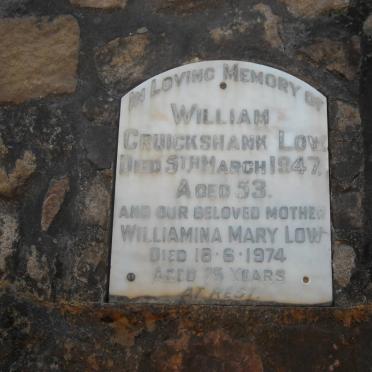 In Loving Memory of
William
Cruickshank Low
Died 5th March 1947.
Aged 53.
and our beloved mother
Williamina Mary Low
Died 18·6·1974
Aged 75 years
At Rest.